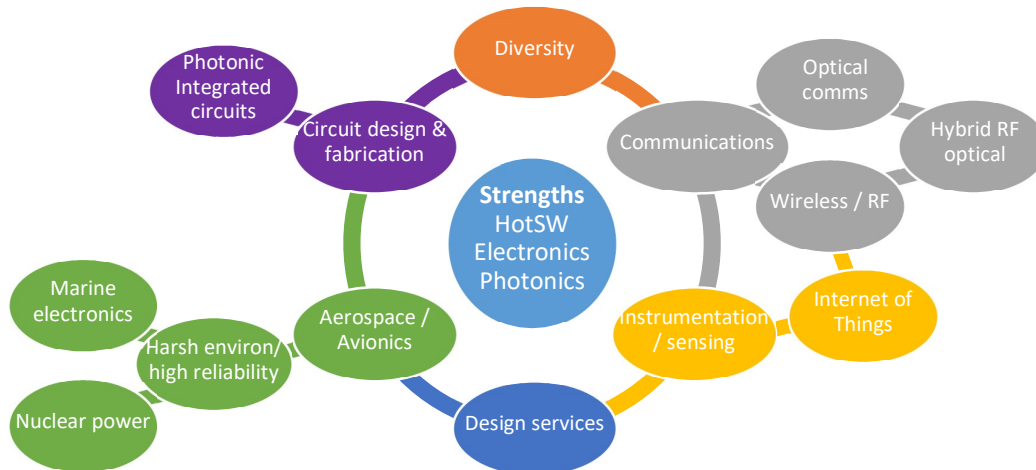 Diversity
Photonic
Integrated
circuits
Optical
comms
Circuit design &
fabrication
Communications
Hybrid RF
optical
Strengths
HotSW
Electronics
Photonics
Wireless / RF
Marine
electronics
Aerospace /
Avionics
Instrumentation
/ sensing
Internet of
Things
Harsh environ/
high reliability
Nuclear power
Design services